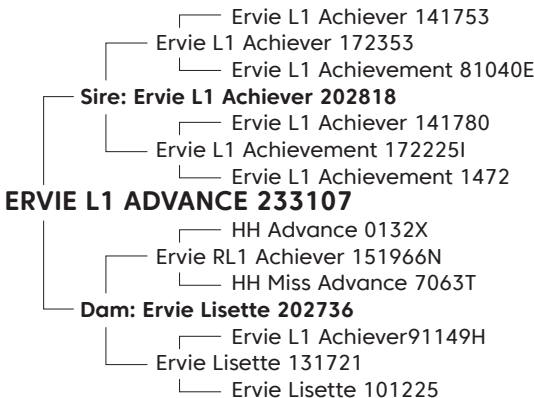 Ervie L1 Achiever 141753
Ervie L1 Achiever 172353
Ervie L1 Achievement 81040E
Sire: Ervie L1 Achiever 202818
Ervie L1 Achiever 141780
Ervie L1 Achievement 172225I
Ervie L1 Achievement 1472
ERVIE L1 ADVANCE 233107
HH Advance 0132X
Ervie RL1 Achiever 151966N
HH Miss Advance 7063T
Dam: Ervie Lisette 202736
Ervie L1 Achiever91149H
Ervie Lisette 131721
Ervie Lisette 101225